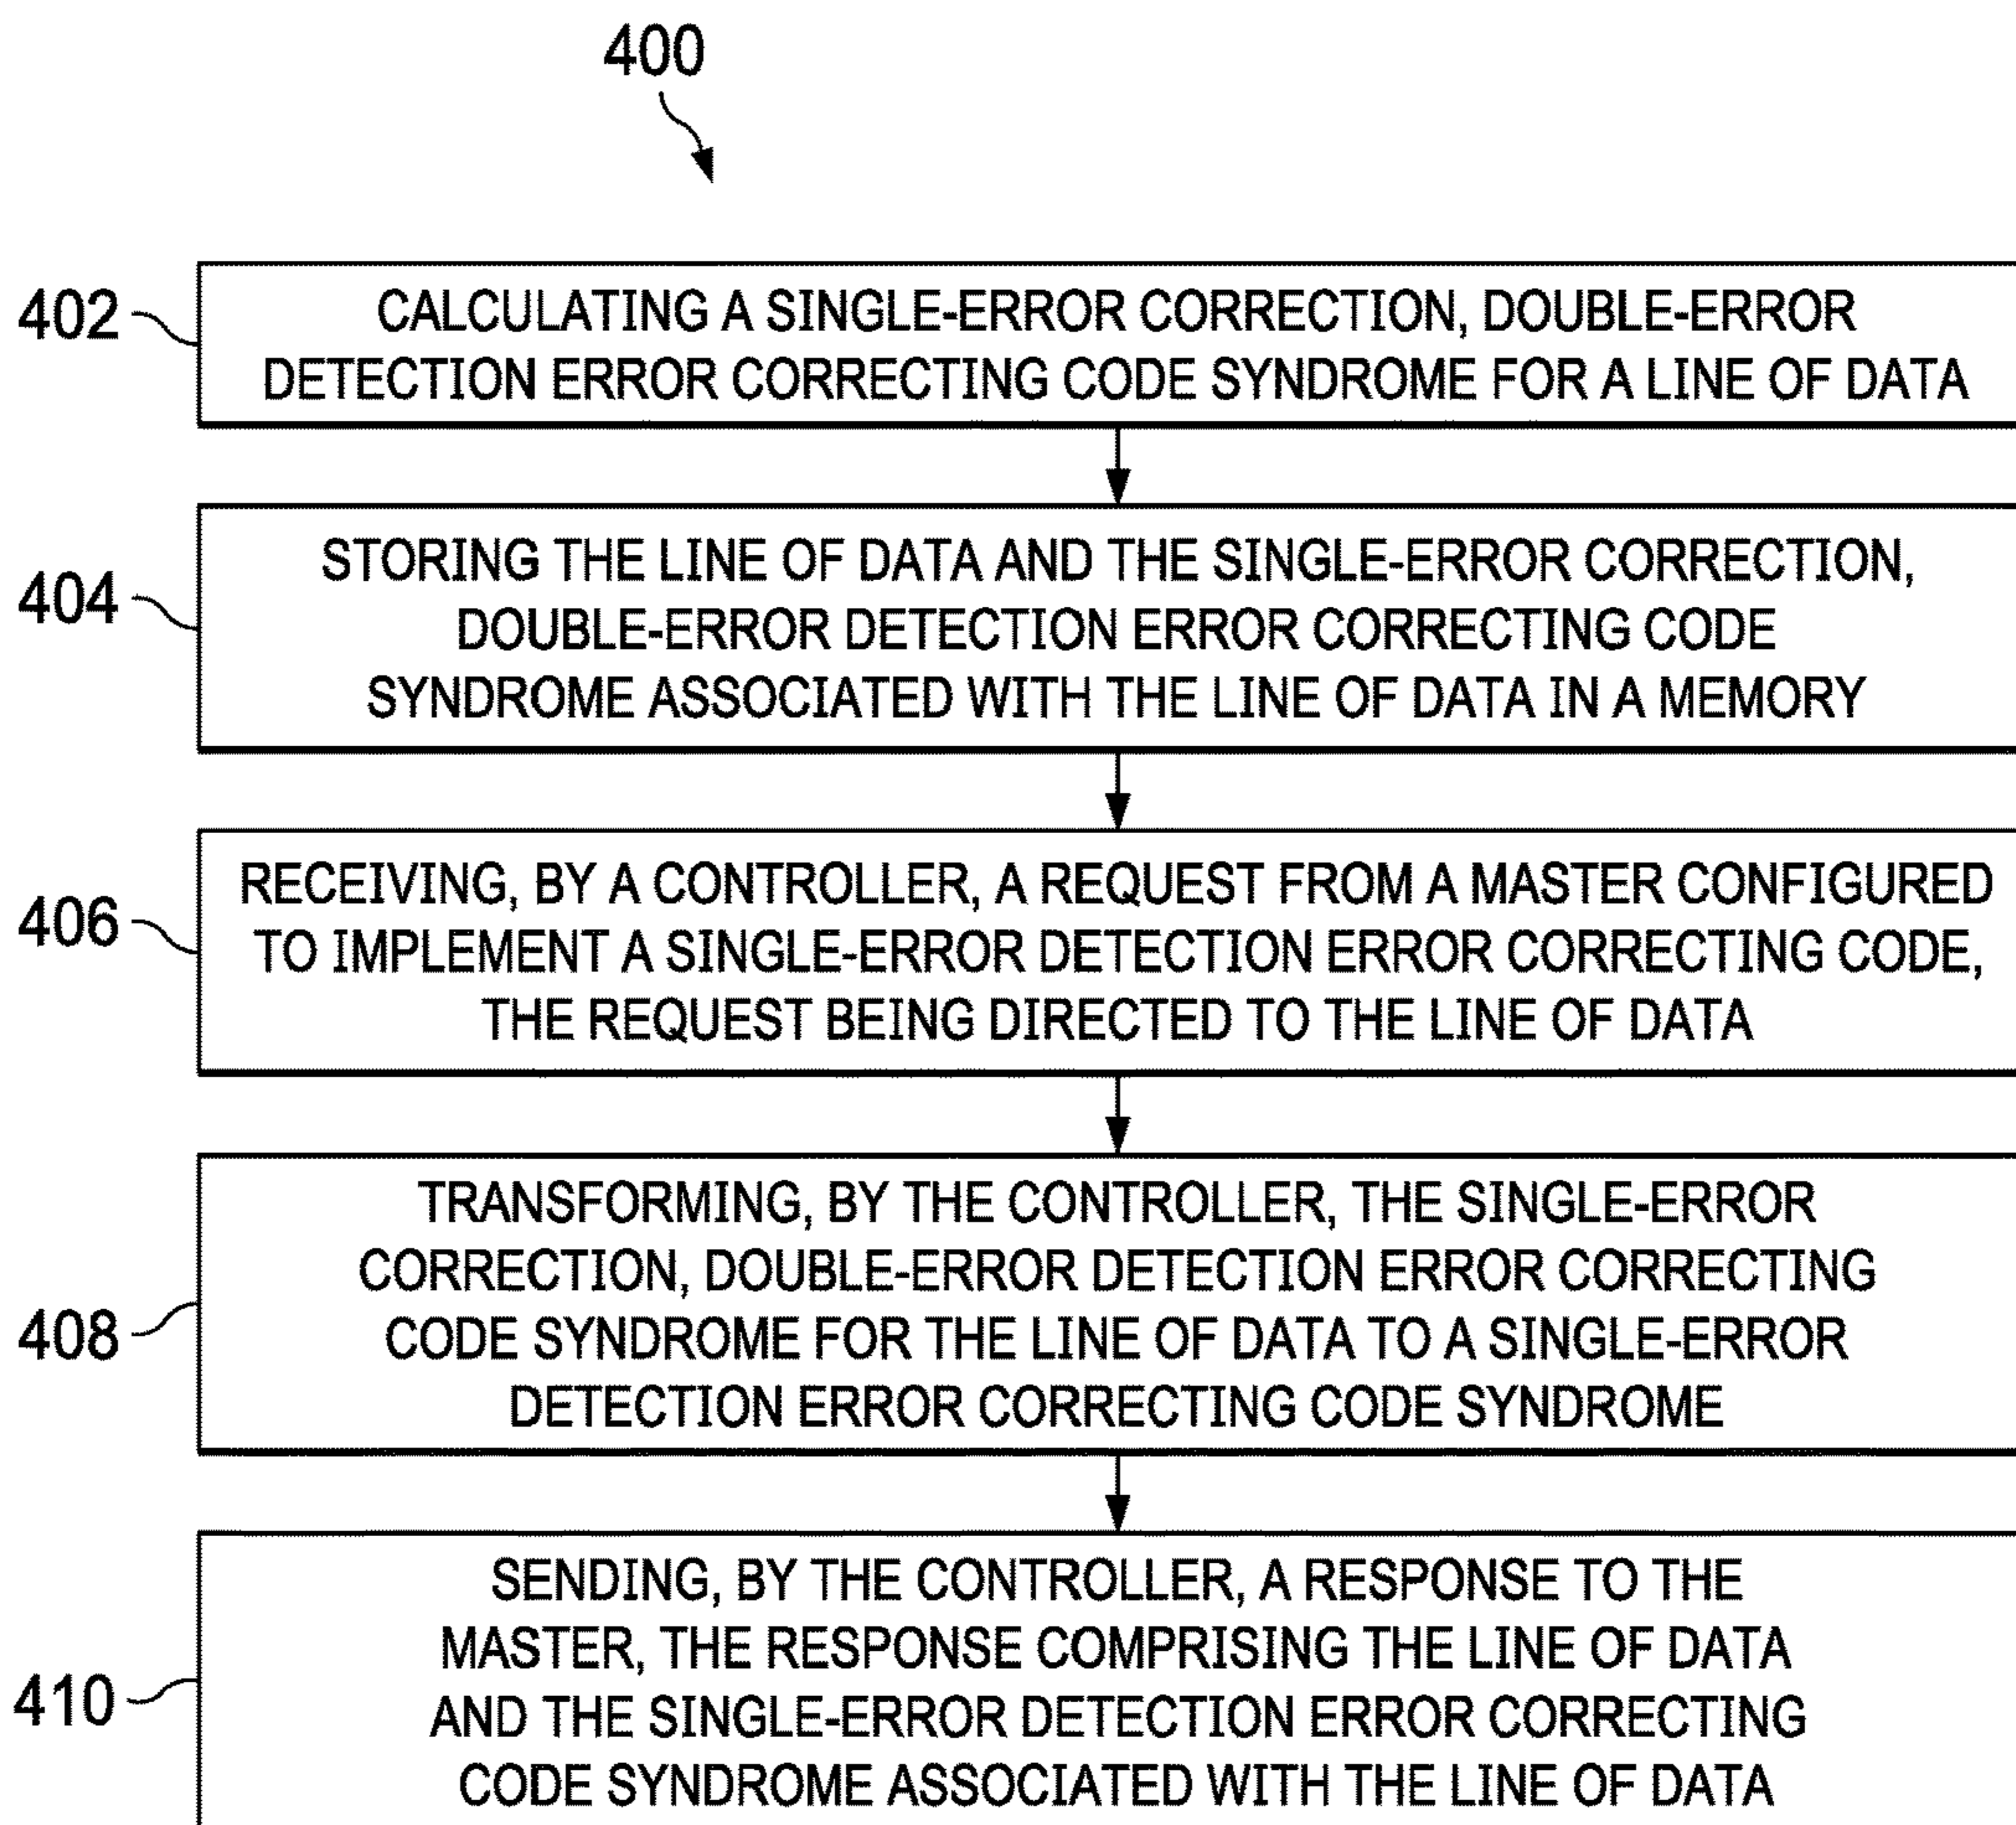 400
402
CALCULATING A SINGLE-ERROR CORRECTION, DOUBLE-ERROR
DETECTION ERROR CORRECTING CODE SYNDROME FOR A LINE OF DATA
404
STORING THE LINE OF DATA AND THE SINGLE-ERROR CORRECTION,
DOUBLE-ERROR DETECTION ERROR CORRECTING CODE
SYNDROME ASSOCIATED WITH THE LINE OF DATA IN A MEMORY
406
RECEIVING, BY A CONTROLLER, A REQUEST FROM A MASTER CONFIGURED
TO IMPLEMENT A SINGLE-ERROR DETECTION ERROR CORRECTING CODE,
THE REQUEST BEING DIRECTED TO THE LINE OF DATA
408
TRANSFORMING, BY THE CONTROLLER, THE SINGLE-ERROR
CORRECTION, DOUBLE-ERROR DETECTION ERROR CORRECTING
CODE SYNDROME FOR THE LINE OF DATA TO A SINGLE-ERROR
DETECTION ERROR CORRECTING CODE SYNDROME
410
SENDING, BY THE CONTROLLER, A RESPONSE TO THE
MASTER, THE RESPONSE COMPRISING THE LINE OF DATA
AND THE SINGLE-ERROR DETECTION ERROR CORRECTING
CODE SYNDROME ASSOCIATED WITH THE LINE OF DATA